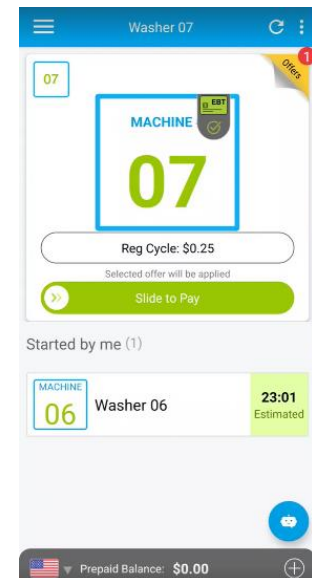 Washer 07
1
Offers
07
EBT
MACHINE
07
Reg Cycle: $0.25
Selected offer will be applied
Slide to Pay
Started by me (1)
MACHINE
06
Washer 06
23:01
Estimated
Prepaid Balance: $0.00